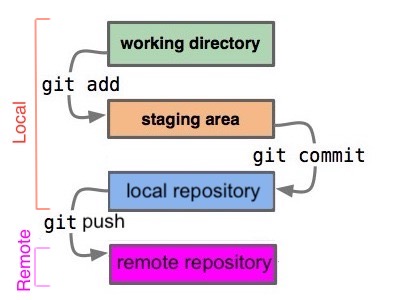 working directory
git add
staging area
git commit
local repository
git push
remote repository
Local
Remote